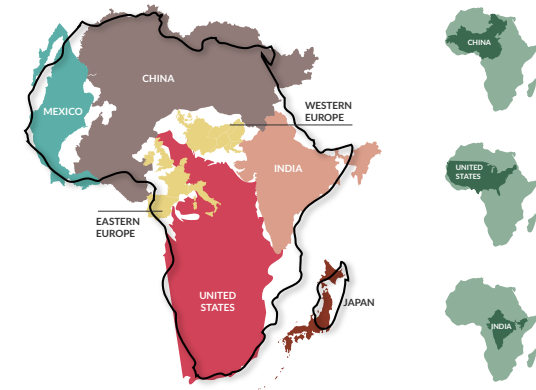 CHINA
MEXICO
WESTERN
EUROPE
INDIA
EASTERN
EUROPE
UNITED
STATES
JAPAN
CHINA
UNITED
STATES
INDIA